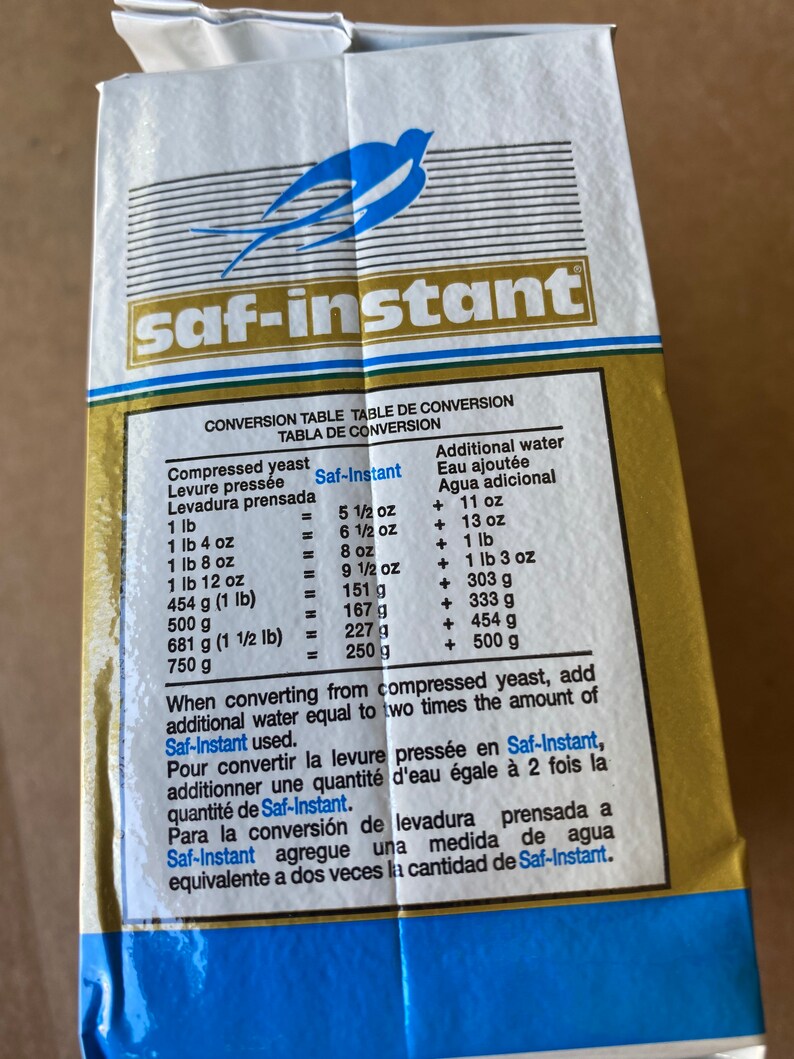 saf-instant®
CONVERSION TABLE TABLE DE CONVERSION
TABLA DE CONVERSION
Compressed yeast Saf~Instant Additional water
Levure pressée Eau ajoutée
Levadura prensada Agua adicional
1 lb = 5 1/2 oz + 11 oz
1 lb 4 oz = 6 1/2 oz + 13 oz
1 lb 8 oz = 8 oz + 1 lb
1 lb 12 oz = 9 1/2 oz + 1 lb 3 oz
454 g (1 lb) = 151 g + 303 g
500 g = 167 g + 333 g
681 g (1 1/2 lb) = 227 g + 454 g
750 g = 250 g + 500 g
When converting from compressed yeast, add
additional water equal to two times the amount of
Saf~Instant used.
Pour convertir la levure pressée en Saf~Instant,
additionner une quantité d'eau égale à 2 fois la
quantité de Saf~Instant.
Para la conversión de levadura prensada a
Saf~Instant agregue una medida de agua
equivalente a dos veces la cantidad de Saf~Instant.